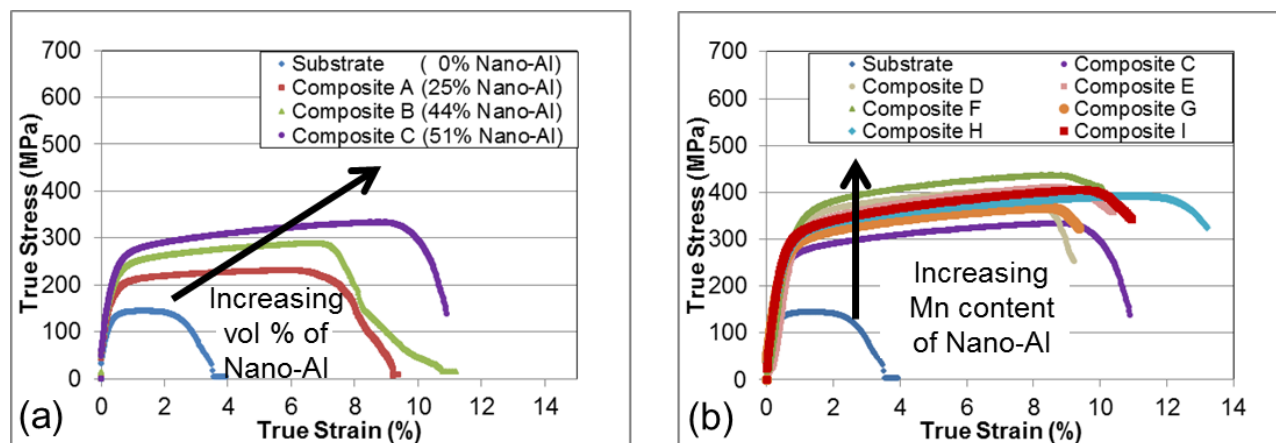 700
600
500
400
300
200
100
0
True Stress (MPa)
Substrate ( 0% Nano-Al)
Composite A (25% Nano-Al)
Composite B (44% Nano-Al)
Composite C (51% Nano-Al)
Increasing
vol % of
Nano-Al
0 2 4 6 8 10 12 14
True Strain (%)
(a)
700
600
500
400
300
200
100
0
True Stress (MPa)
Substrate Composite C
Composite D Composite E
Composite F Composite G
Composite H Composite I
Increasing
Mn content
of Nano-Al
0 2 4 6 8 10 12 14
True Strain (%)
(b)